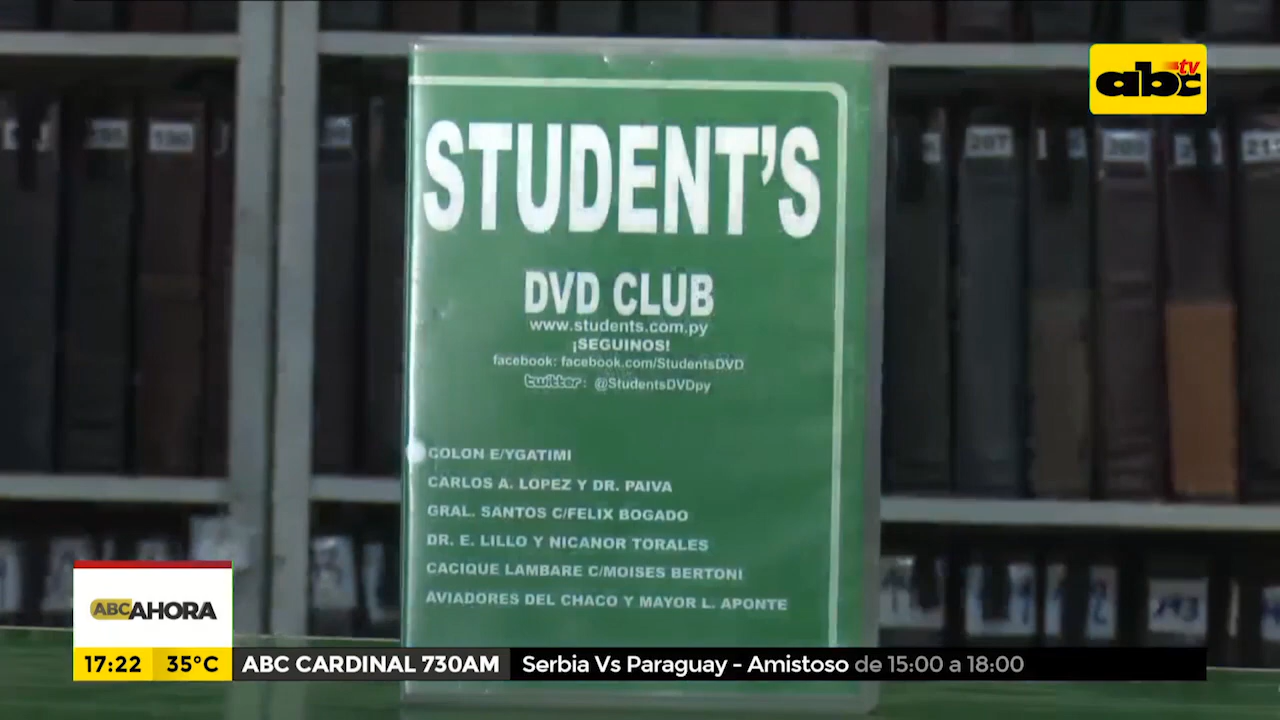 abc tv
STUDENT'S
DVD CLUB
www.students.com.py
¡SEGUINOS!
facebook: facebook.com/StudentsDVD
twitter: @StudentsDVDpy
COLON E/YGATIMI
CARLOS A. LOPEZ Y DR. PAIVA
GRAL. SANTOS C/FELIX BOGADO
DR. E. LILLO Y NICANOR TORALES
CACIQUE LAMBARE C/MOISES BERTONI
AVIADORES DEL CHACO Y MAYOR L. APONTE
190
207
ABC AHORA
17:22 35°C ABC CARDINAL 730AM Serbia Vs Paraguay - Amistoso de 15:00 a 18:00